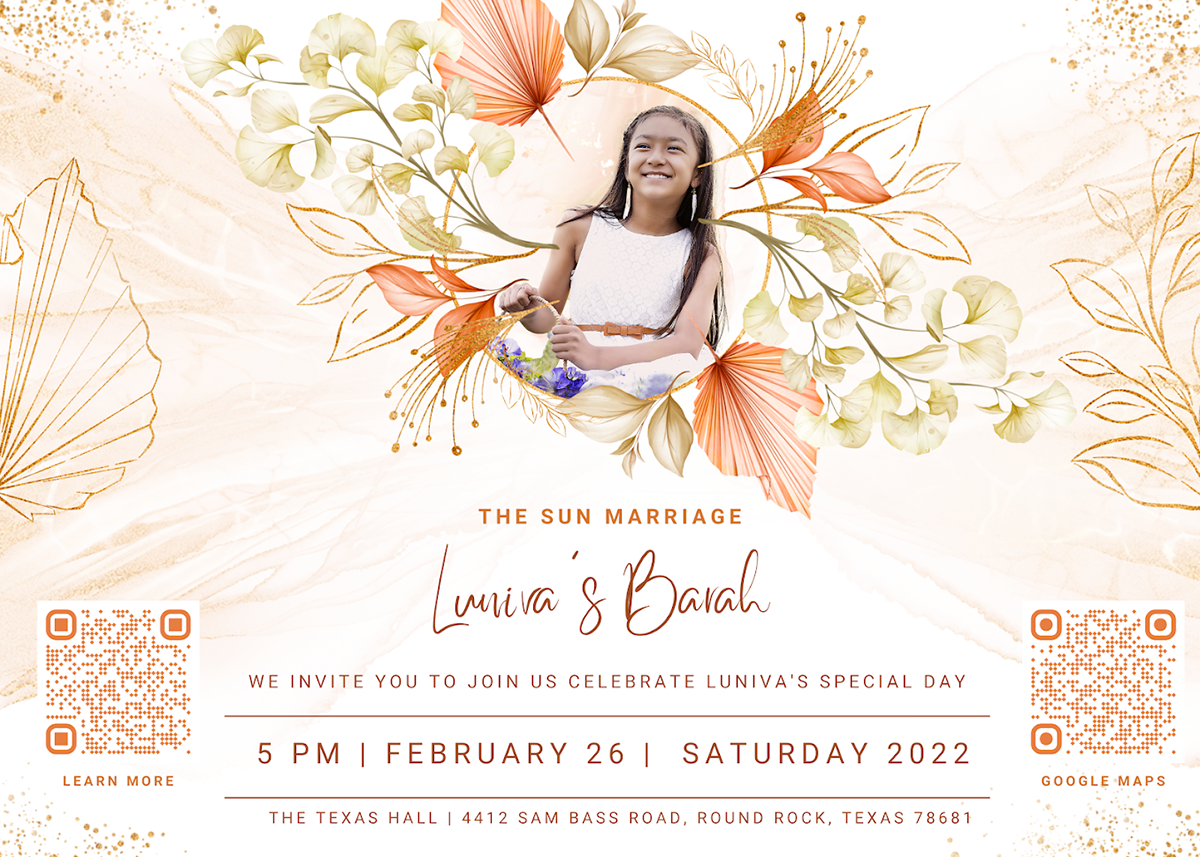 THE SUN MARRIAGE
Luniva's Barah
WE INVITE YOU TO JOIN US CELEBRATE LUNIVA'S SPECIAL DAY
5 PM | FEBRUARY 26 | SATURDAY 2022
LEARN MORE
GOOGLE MAPS
THE TEXAS HALL | 4412 SAM BASS ROAD, ROUND ROCK, TEXAS 78681